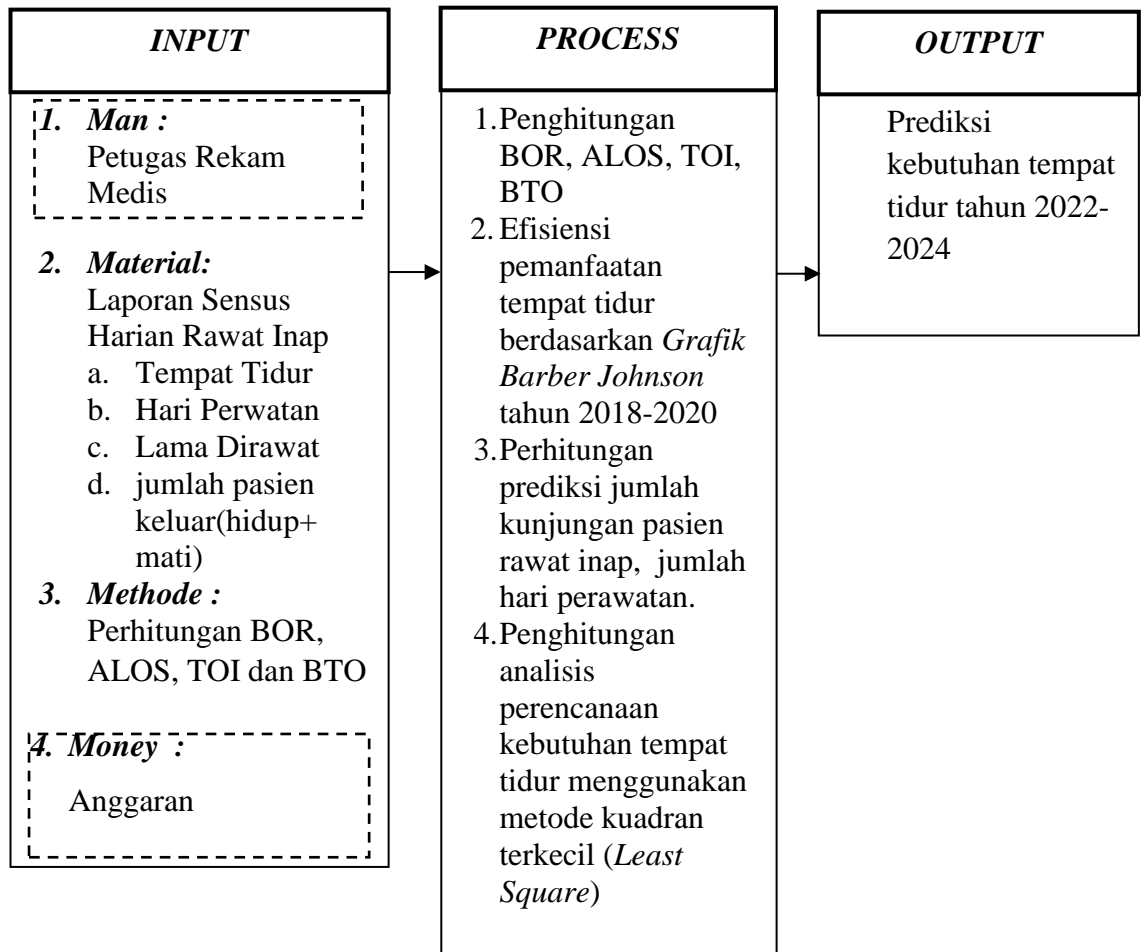 INPUT
1. Man :
Petugas Rekam
Medis
2. Material:
Laporan Sensus
Harian Rawat Inap
a. Tempat Tidur
b. Hari Perwatan
c. Lama Dirawat
d. jumlah pasien
keluar(hidup+
mati)
3. Methode :
Perhitungan BOR,
ALOS, TOI dan BTO
4. Money :
Anggaran
PROCESS
1.Penghitungan
BOR, ALOS, TOI,
BTO
2. Efisiensi
pemanfaatan
tempat tidur
berdasarkan Grafik
Barber Johnson
tahun 2018-2020
3.Perhitungan
prediksi jumlah
kunjungan pasien
rawat inap, jumlah
hari perawatan.
4.Penghitungan
analisis
perencanaan
kebutuhan tempat
tidur menggunakan
metode kuadran
terkecil (Least
Square)
OUTPUT
Prediksi
kebutuhan tempat
tidur tahun 2022-
2024